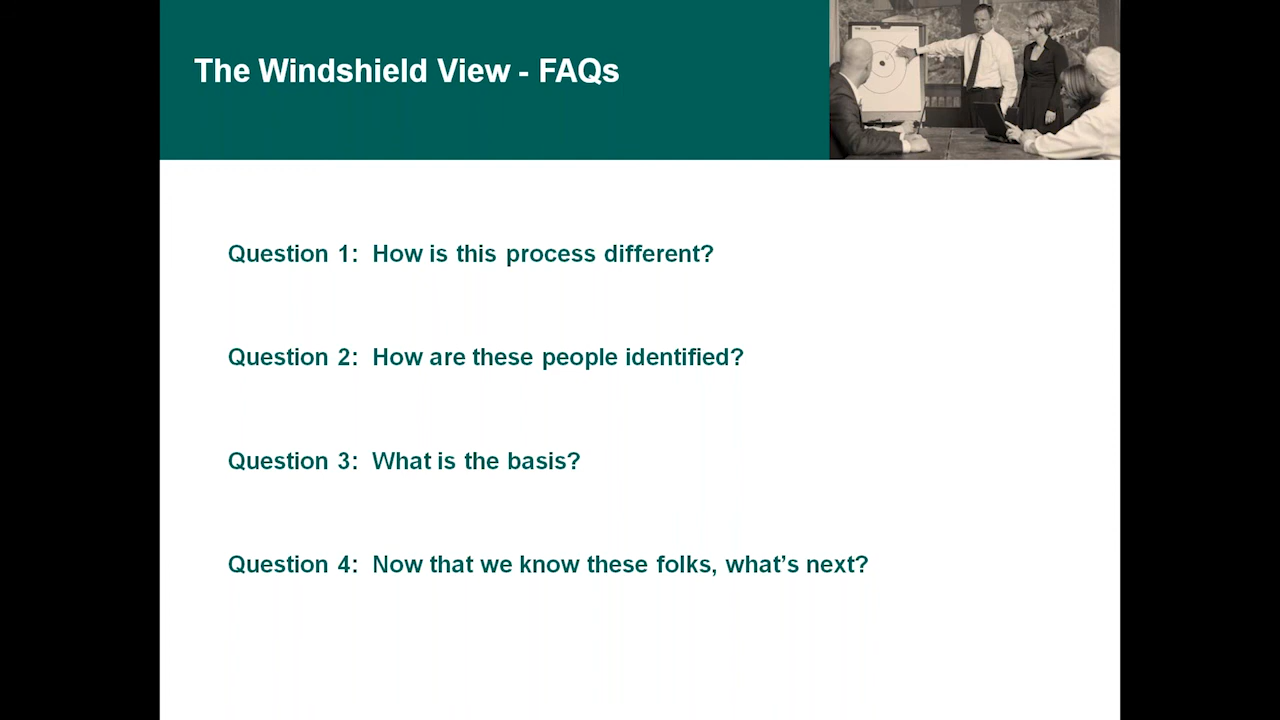 The Windshield View - FAQs
Question 1: How is this process different?
Question 2: How are these people identified?
Question 3: What is the basis?
Question 4: Now that we know these folks, what’s next?